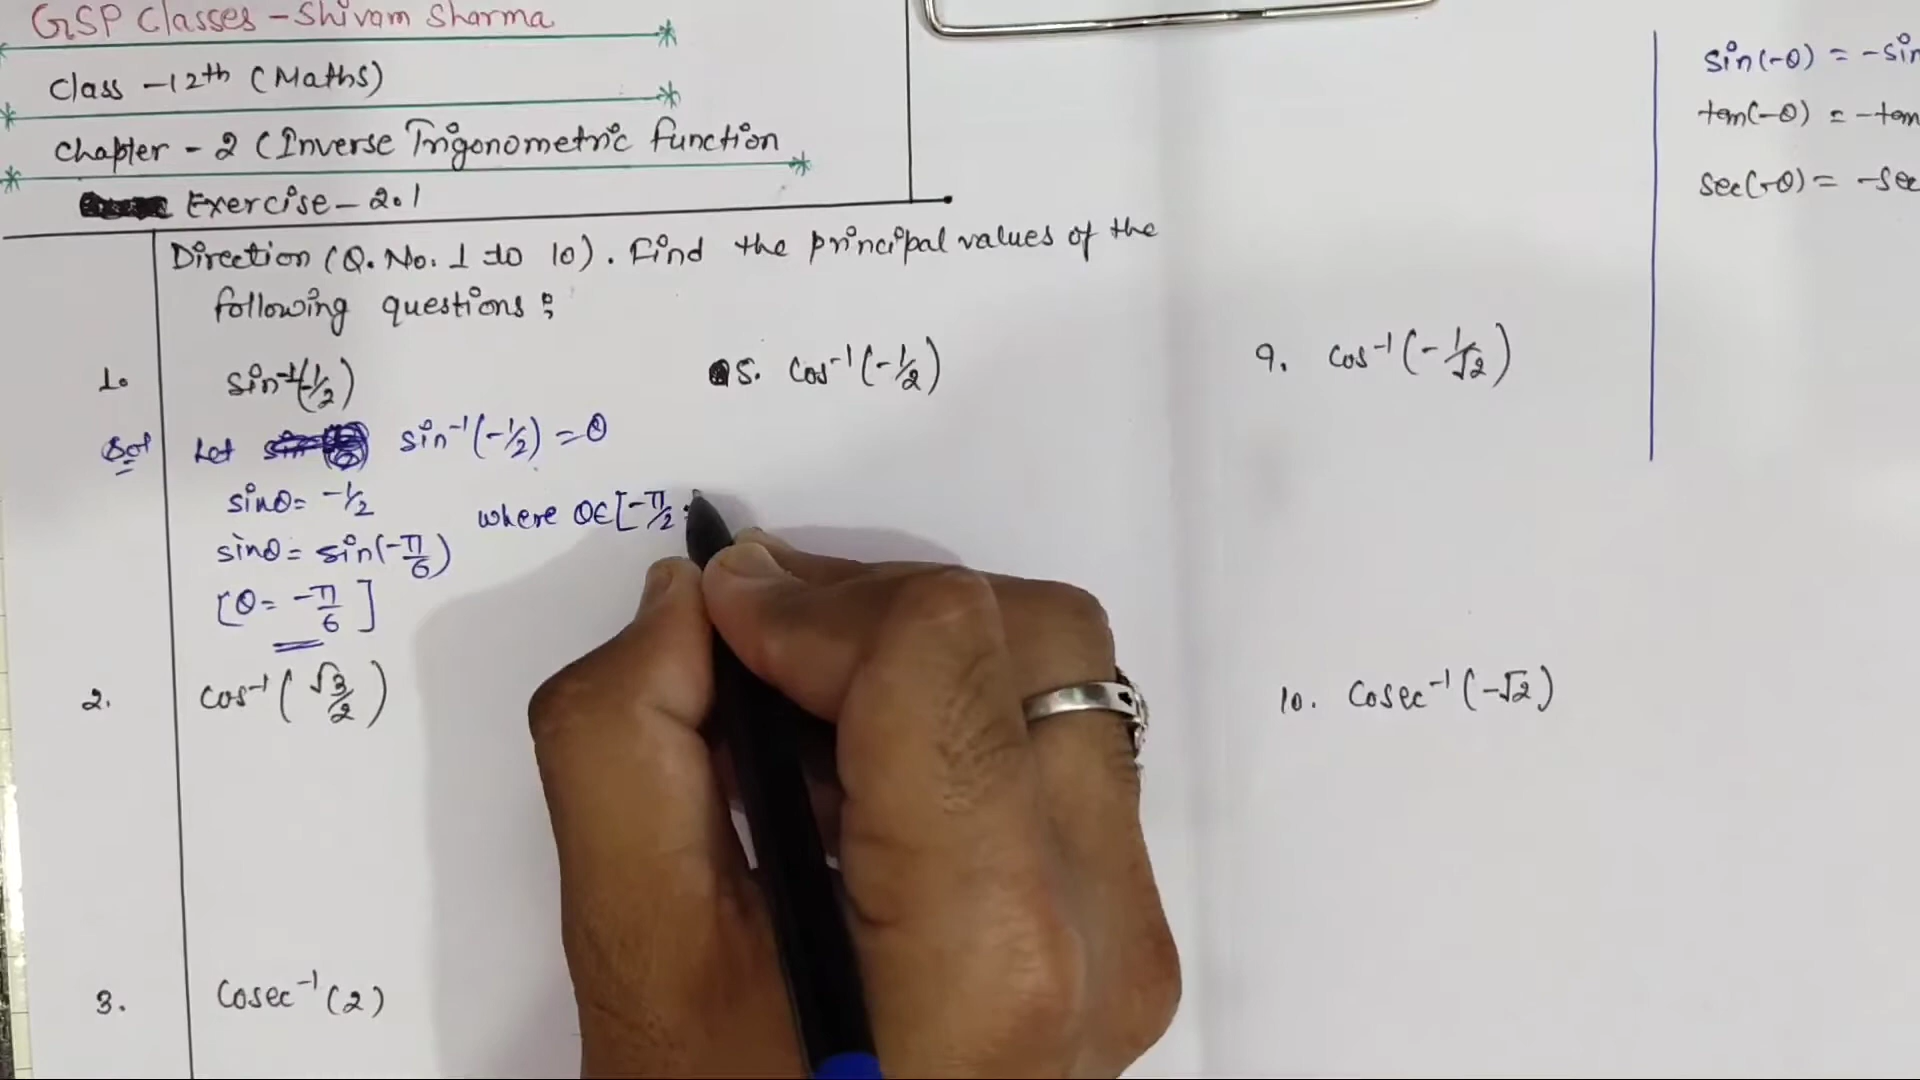 GSP Classes - Shivam Sharma
Class - 12th (Maths)
Chapter - 2 (Inverse Trigonometric function
Exercise - 2.1
Direction (Q. No. 1 to 10). Find the principal values of the
following questions :
1. sin⁻¹(-1/2)
Sol Let sin⁻¹(-1/2) = θ
sinθ = -1/2
where θ∈[-π/2
sinθ = sin(-π/6)
[θ = -π/6]
2. cos⁻¹(√3/2)
3. Cosec⁻¹(2)
5. Cos⁻¹(-1/2)
9. Cos⁻¹(-1/√2)
10. Cosec⁻¹(-√2)
sin(-θ) = -sin
tan(-θ) = -tan
sec(-θ) = -sec